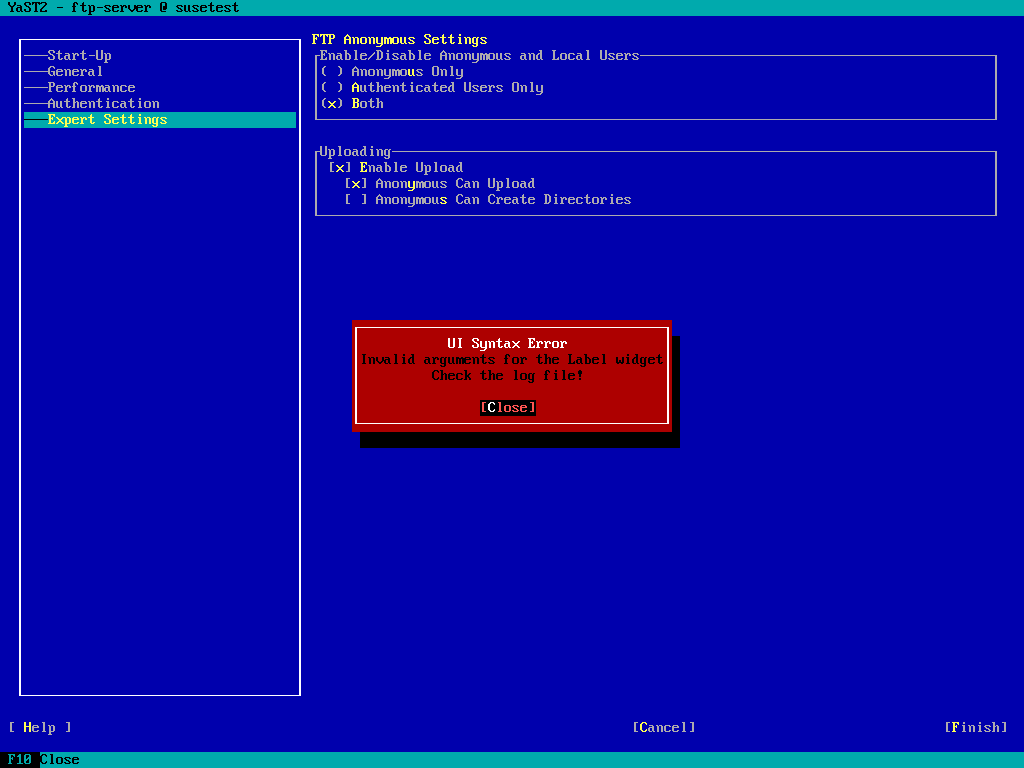 YaST2 - ftp-server @ susetest
Start-Up
General
Performance
Authentication
Expert Settings
FTP Anonymous Settings
Enable/Disable Anonymous and Local Users
( ) Anonymous Only
( ) Authenticated Users Only
(x) Both
Uploading
[x] Enable Upload
[x] Anonymous Can Upload
[ ] Anonymous Can Create Directories
UI Syntax Error
Invalid arguments for the Label widget
Check the log file!
[Close]
[ Help ]
[Cancel]
[Finish]
F10 Close